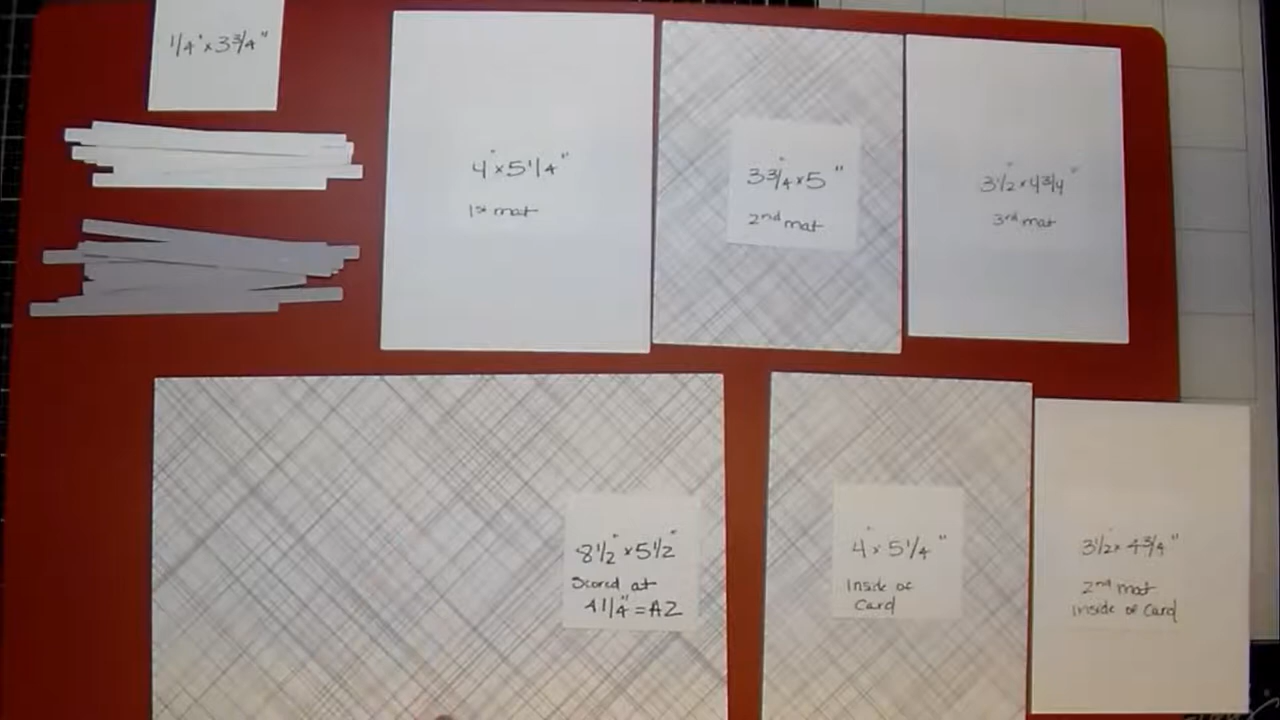 1/4" x 3 3/4"
4" x 5 1/4"
1st mat
3 3/4" x 5"
2nd mat
3 1/2" x 4 3/4"
3rd mat
8 1/2" x 5 1/2"
Scored at
4 1/4" = A2
4" x 5 1/4"
Inside of
Card
3 1/2" x 4 3/4"
2nd mat
Inside of Card